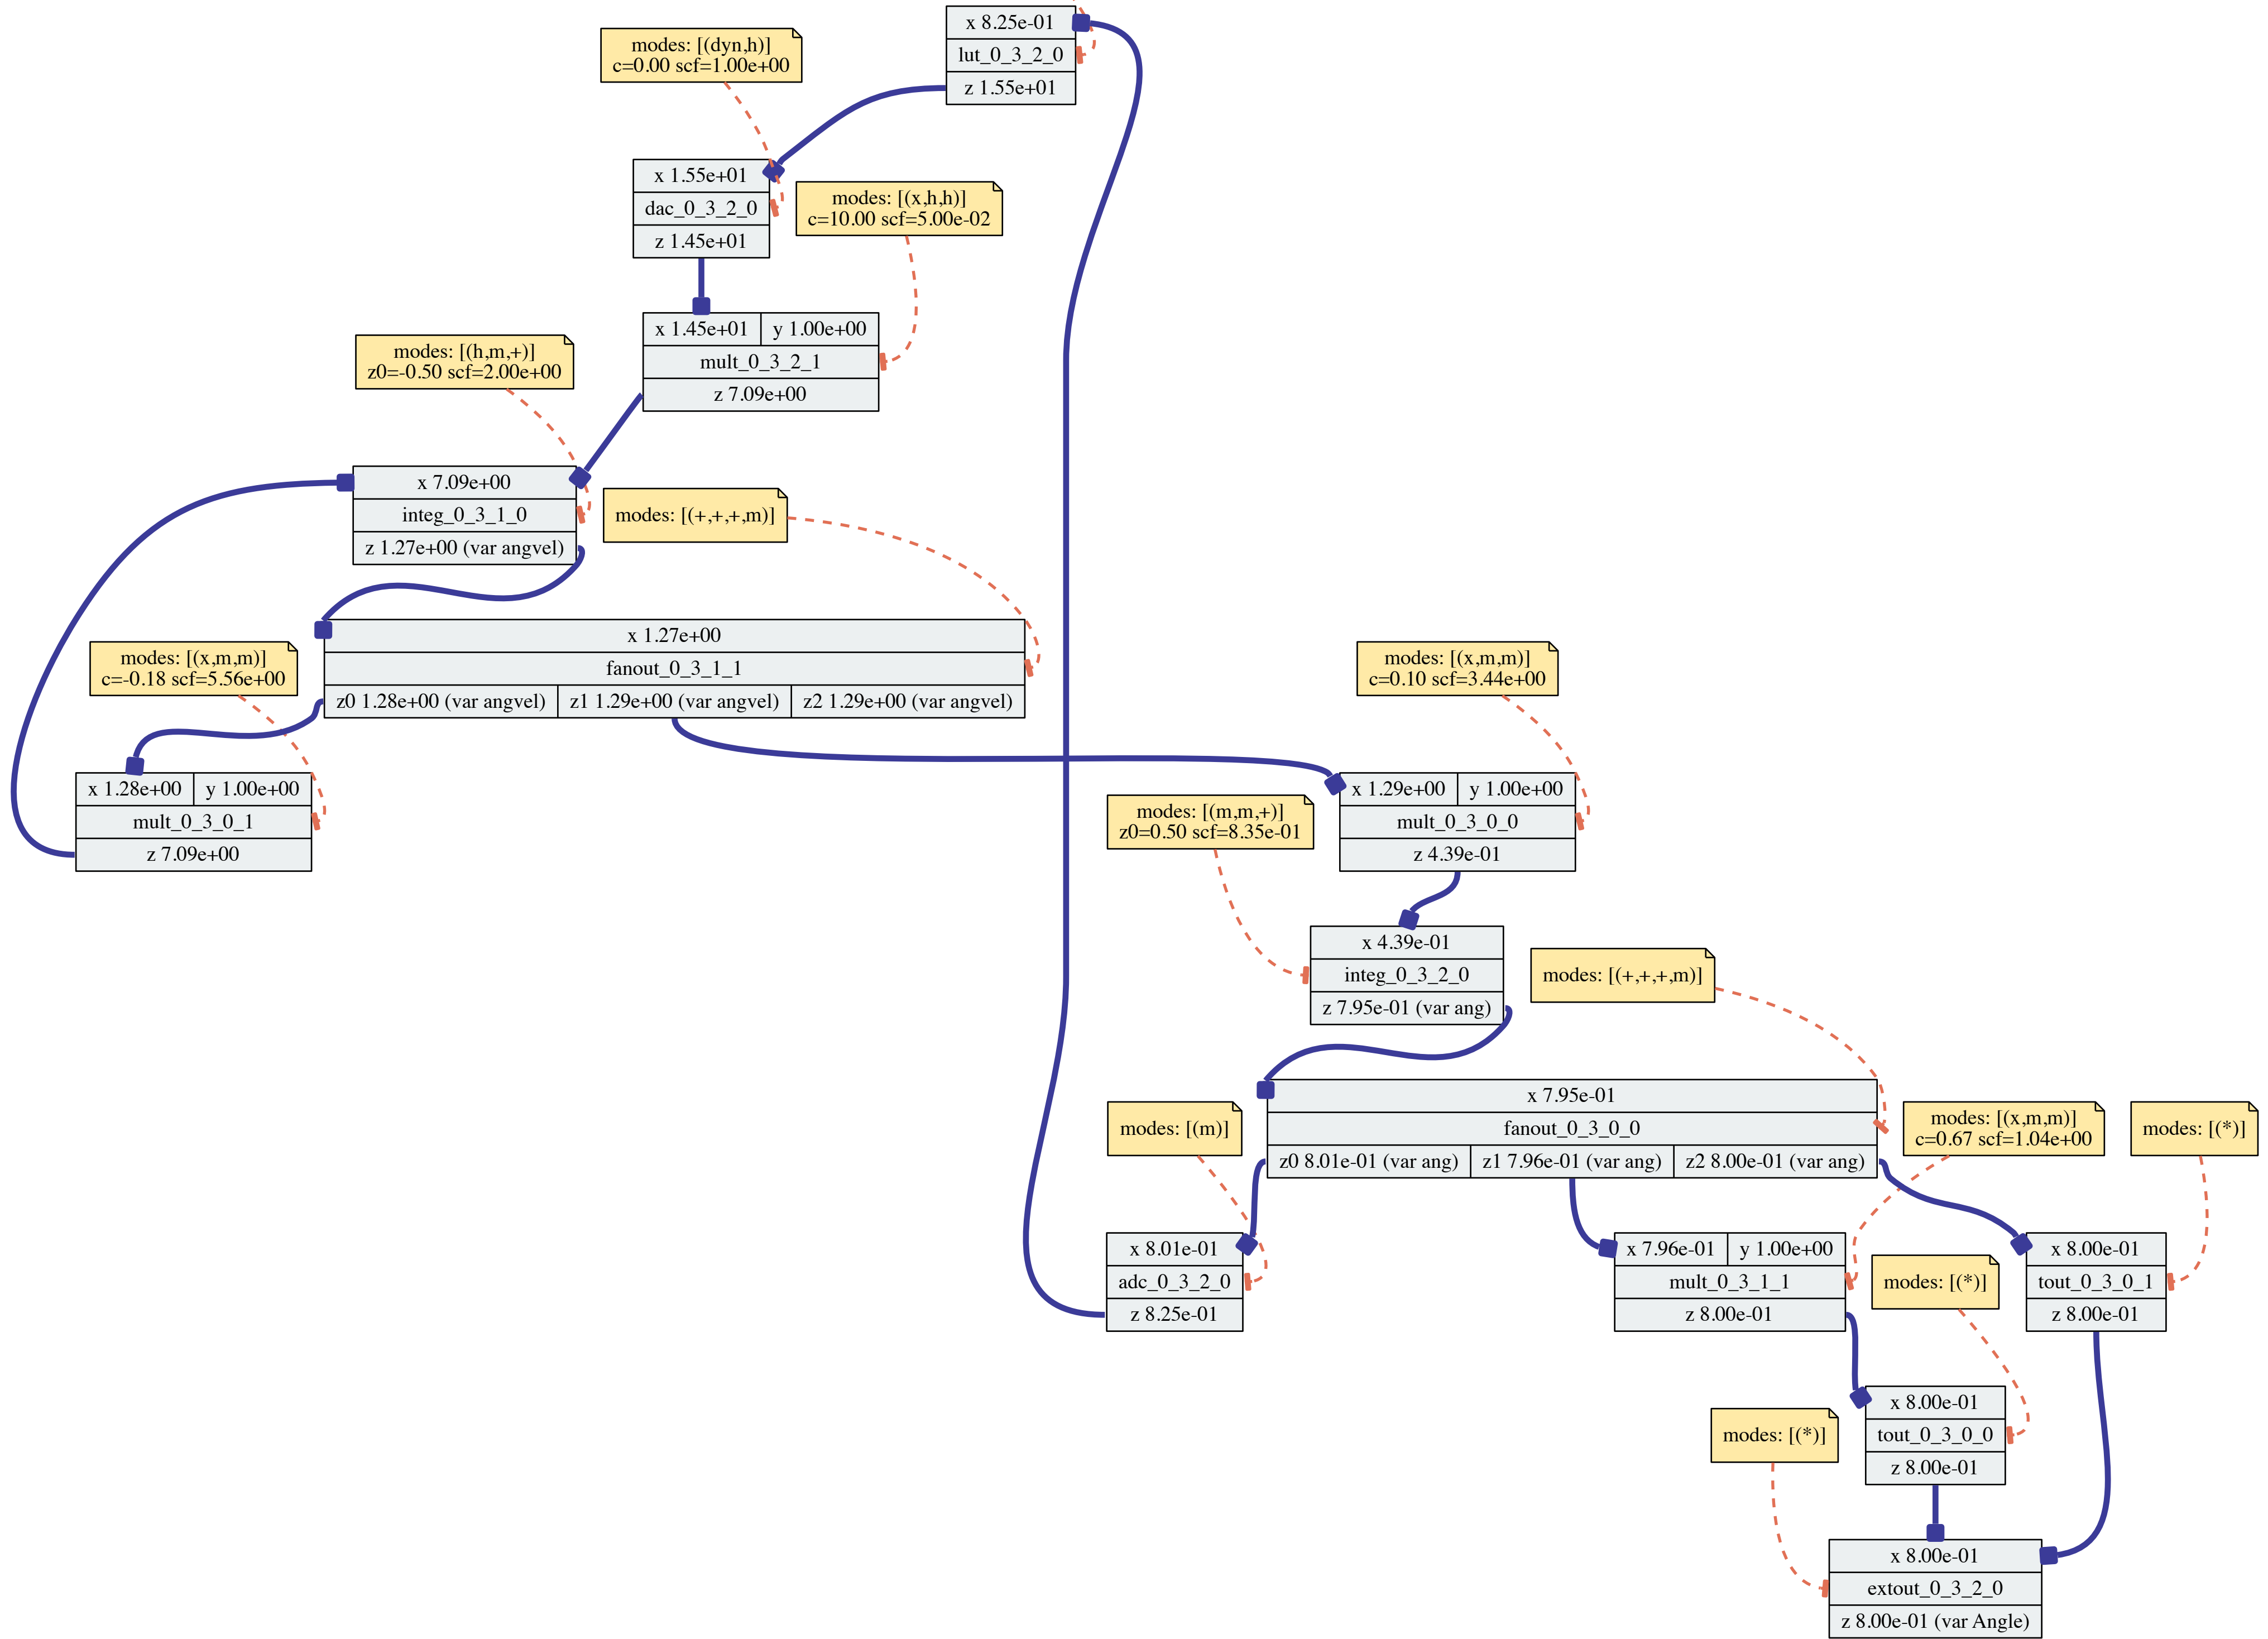 x 8.25e-01
lut_0_3_2_0
z 1.55e+01
modes: [(dyn,h)]
c=0.00 scf=1.00e+00
x 1.55e+01
dac_0_3_2_0
z 1.45e+01
modes: [(x,h,h)]
c=10.00 scf=5.00e-02
x 1.45e+01
y 1.00e+00
mult_0_3_2_1
z 7.09e+00
modes: [(h,m,+)]
z0=-0.50 scf=2.00e+00
x 7.09e+00
integ_0_3_1_0
z 1.27e+00 (var angvel)
modes: [(+,+,+,m)]
x 1.27e+00
fanout_0_3_1_1
z0 1.28e+00 (var angvel)
z1 1.29e+00 (var angvel)
z2 1.29e+00 (var angvel)
modes: [(x,m,m)]
c=-0.18 scf=5.56e+00
x 1.28e+00
y 1.00e+00
mult_0_3_0_1
z 7.09e+00
modes: [(x,m,m)]
c=0.10 scf=3.44e+00
x 1.29e+00
y 1.00e+00
mult_0_3_0_0
z 4.39e-01
modes: [(m,m,+)]
z0=0.50 scf=8.35e-01
x 4.39e-01
integ_0_3_2_0
z 7.95e-01 (var ang)
modes: [(+,+,+,m)]
x 7.95e-01
fanout_0_3_0_0
z0 8.01e-01 (var ang)
z1 7.96e-01 (var ang)
z2 8.00e-01 (var ang)
modes: [(m)]
x 8.01e-01
adc_0_3_2_0
z 8.25e-01
modes: [(x,m,m)]
c=0.67 scf=1.04e+00
x 7.96e-01
y 1.00e+00
mult_0_3_1_1
z 8.00e-01
modes: [(*)]
x 8.00e-01
tout_0_3_0_1
z 8.00e-01
modes: [(*)]
x 8.00e-01
tout_0_3_0_0
z 8.00e-01
modes: [(*)]
x 8.00e-01
extout_0_3_2_0
z 8.00e-01 (var Angle)